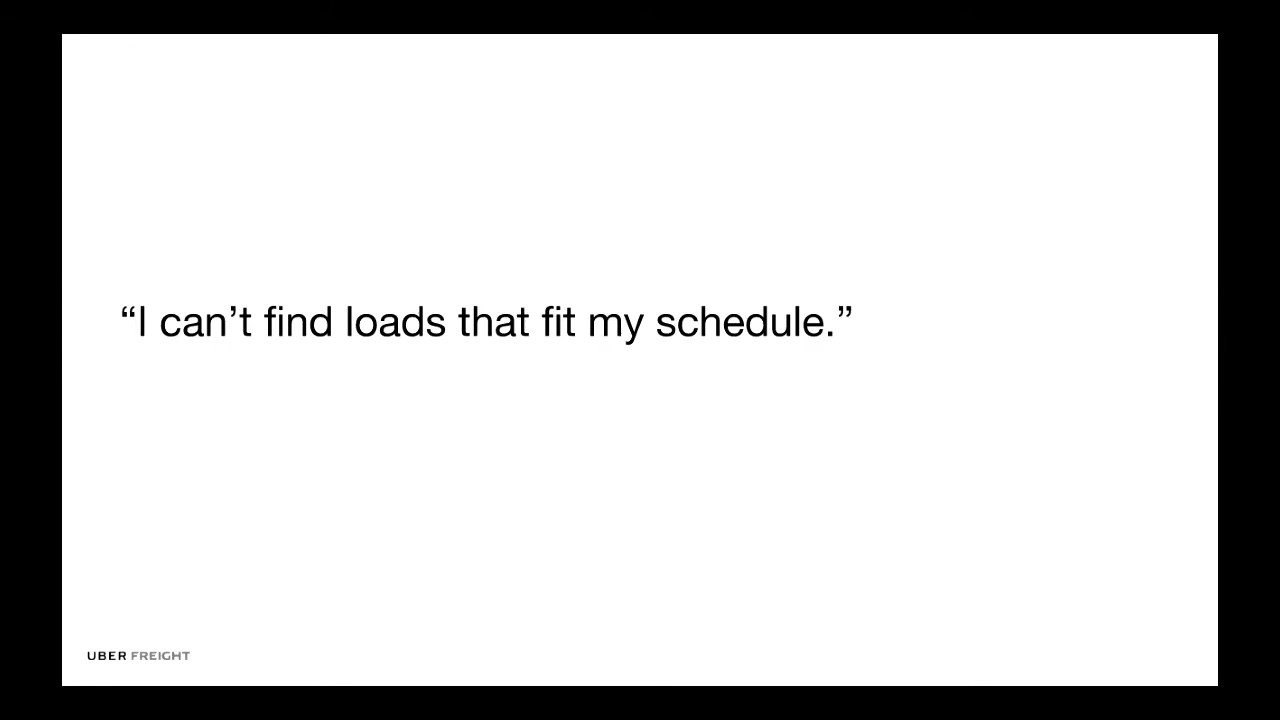 “I can’t find loads that fit my schedule.”
UBER FREIGHT